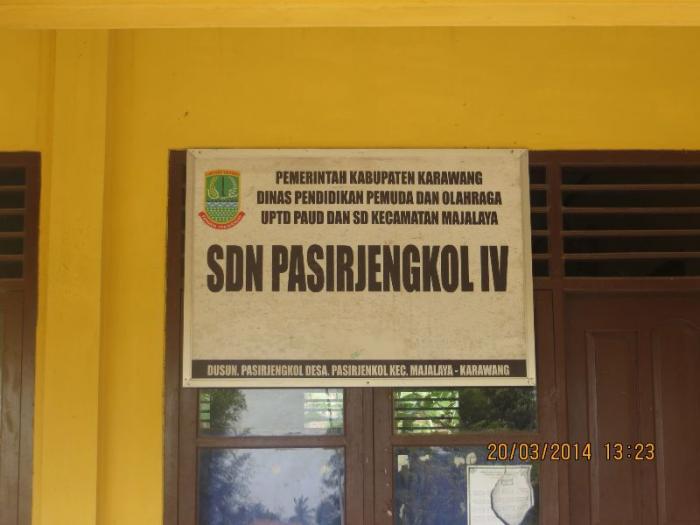 PEMERINTAH KABUPATEN KARAWANG
DINAS PENDIDIKAN PEMUDA DAN OLAHRAGA
UPTD PAUD DAN SD KECAMATAN MAJALAYA
SDN PASIRJENGKOL IV
DUSUN. PASIRJENGKOL DESA. PASIRJENKOL KEC. MAJALAYA - KARAWANG
20/03/2014 13:23